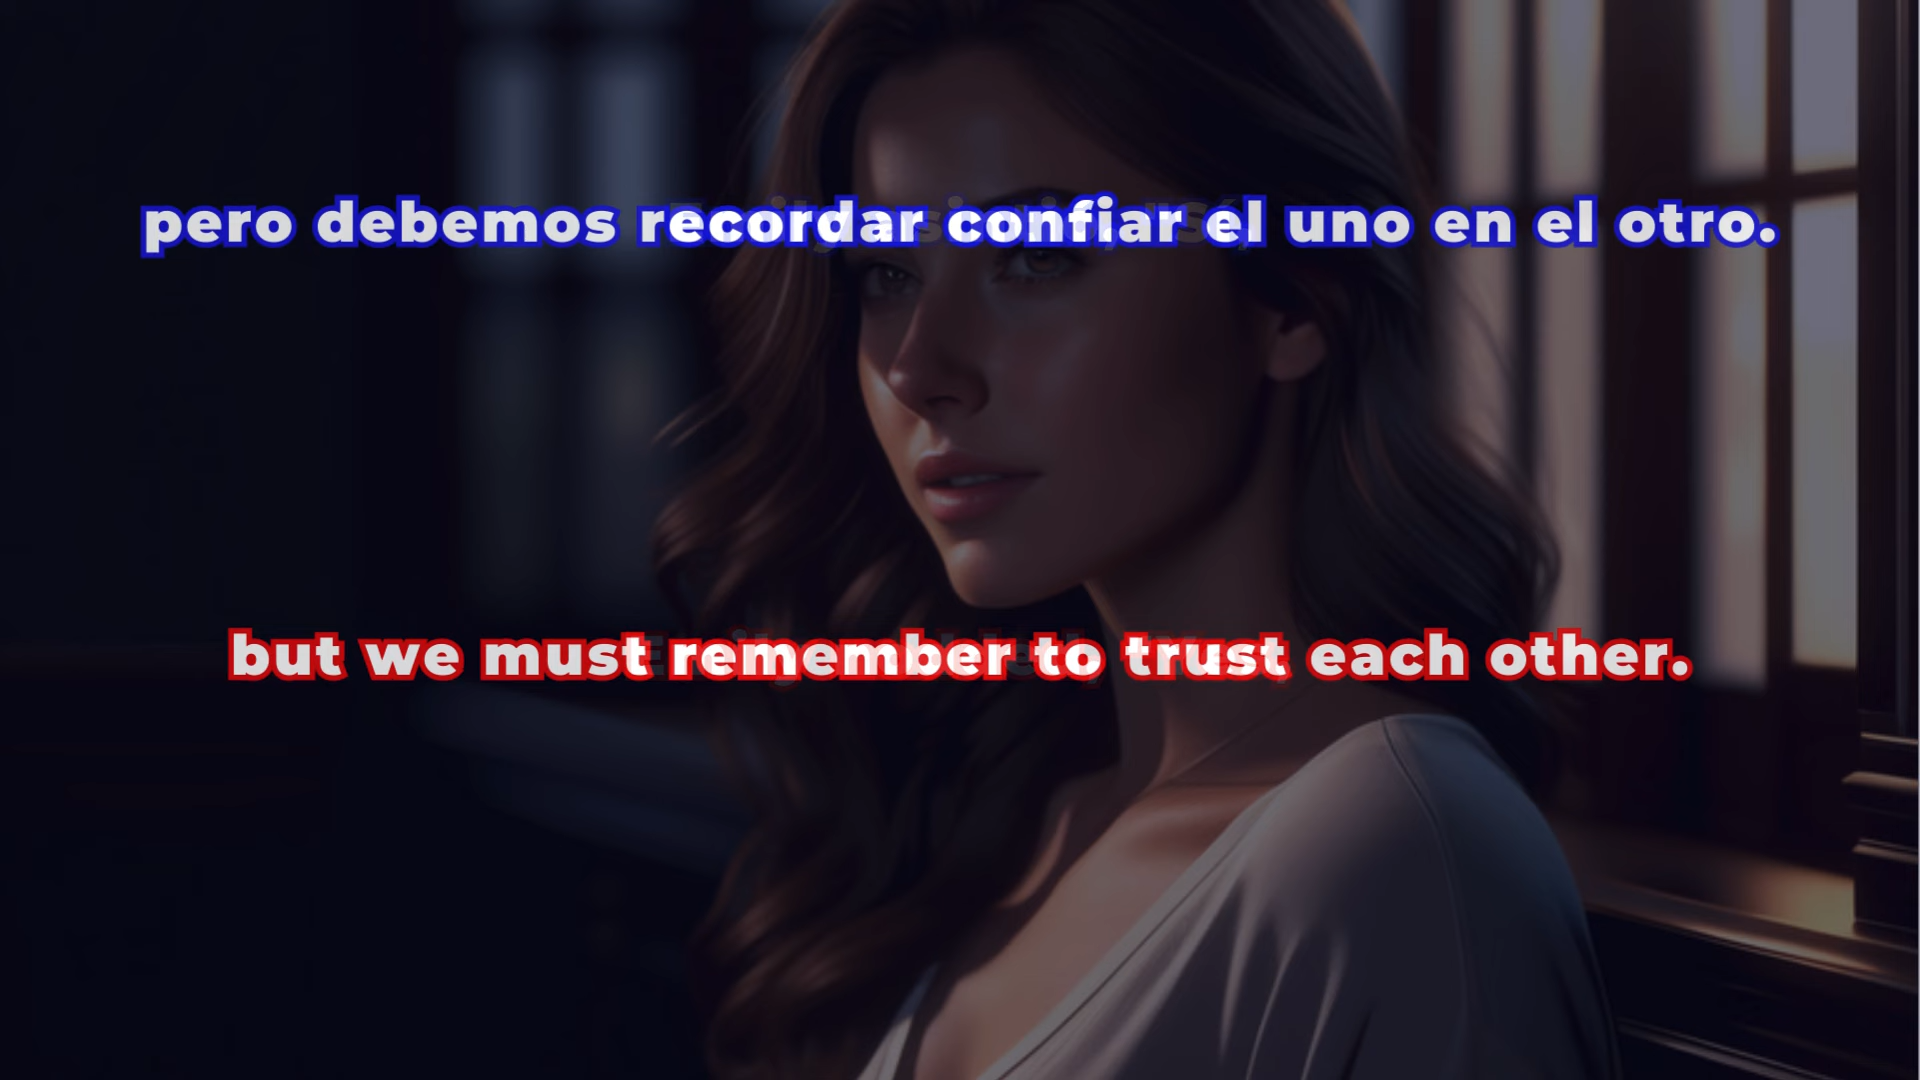 pero debemos recordar confiar el uno en el otro.
but we must remember to trust each other.